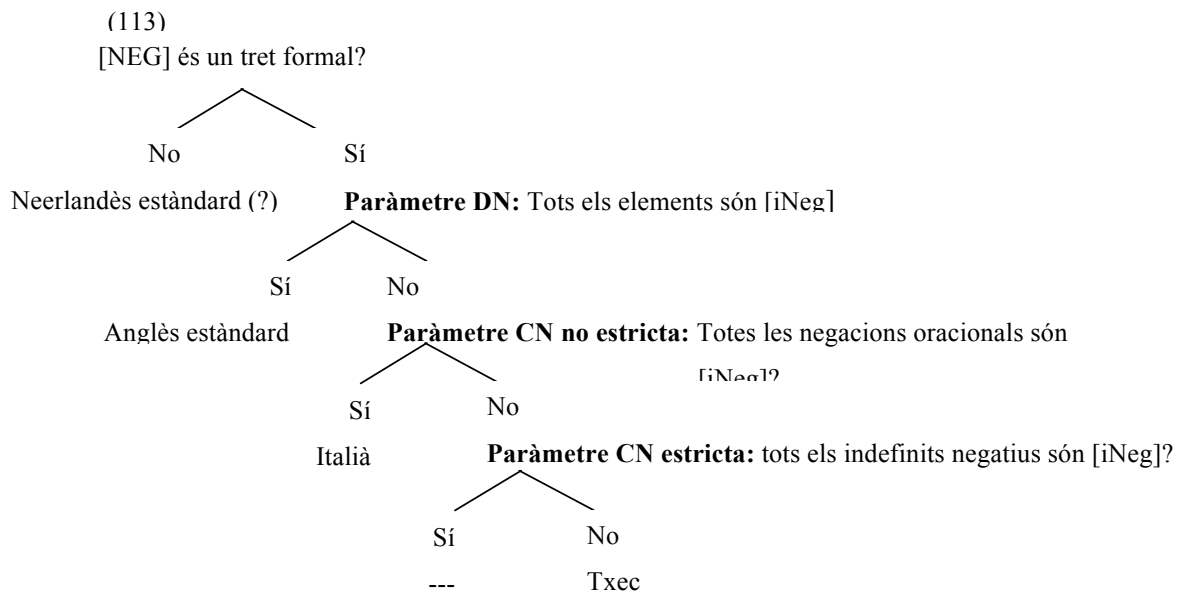 (113)
[NEG] és un tret formal?
No Sí
Neerlandès estàndard (?) Paràmetre DN: Tots els elements són [iNeg]
Sí No
Anglès estàndard Paràmetre CN no estricta: Totes les negacions oracionals són
[iNeg]?
Sí No
Italià Paràmetre CN estricta: tots els indefinits negatius són [iNeg]?
Sí No
--- Txec